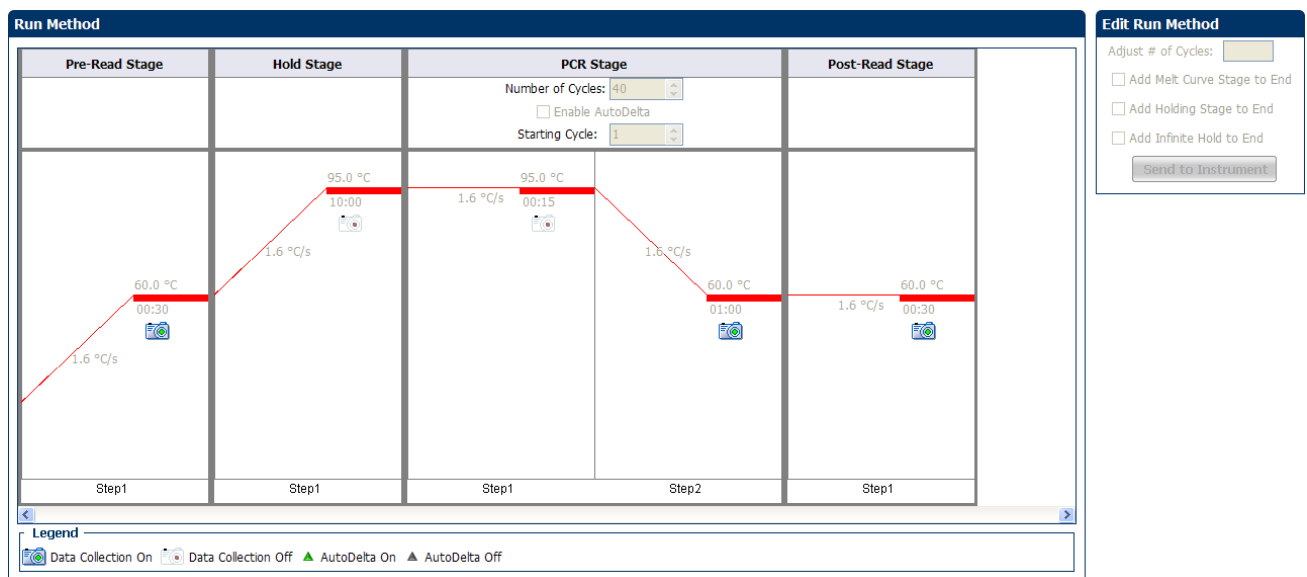 Run Method
Pre-Read Stage
Hold Stage
PCR Stage
Post-Read Stage
Number of Cycles: 40
Enable AutoDelta
Starting Cycle: 1
60.0 °C
00:30
1.6 °C/s
Step1
95.0 °C
10:00
1.6 °C/s
Step1
95.0 °C
1.6 °C/s
00:15
Step1
1.6 °C/s
60.0 °C
01:00
Step2
60.0 °C
1.6 °C/s
00:30
Step1
Legend
Data Collection On
Data Collection Off
AutoDelta On
AutoDelta Off
Edit Run Method
Adjust # of Cycles:
Add Melt Curve Stage to End
Add Holding Stage to End
Add Infinite Hold to End
Send to Instrument